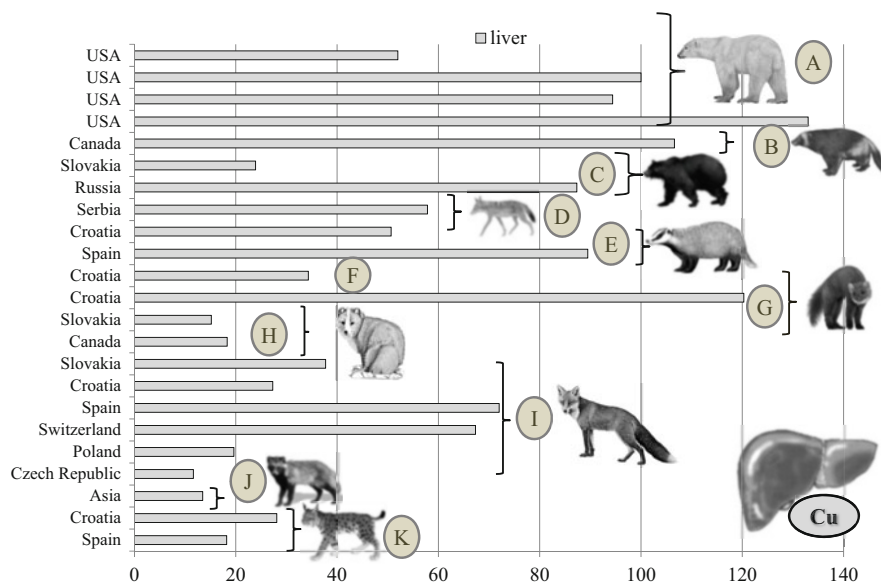 liver
USA
A
USA
USA
USA
Canada
B
Slovakia
C
Russia
Serbia
D
Croatia
E
Spain
Croatia
F
Croatia
G
Slovakia
H
Canada
Slovakia
Croatia
Spain
I
Switzerland
Poland
Czech Republic
J
Asia
Croatia
K
Spain
Cu
0 20 40 60 80 100 120 140